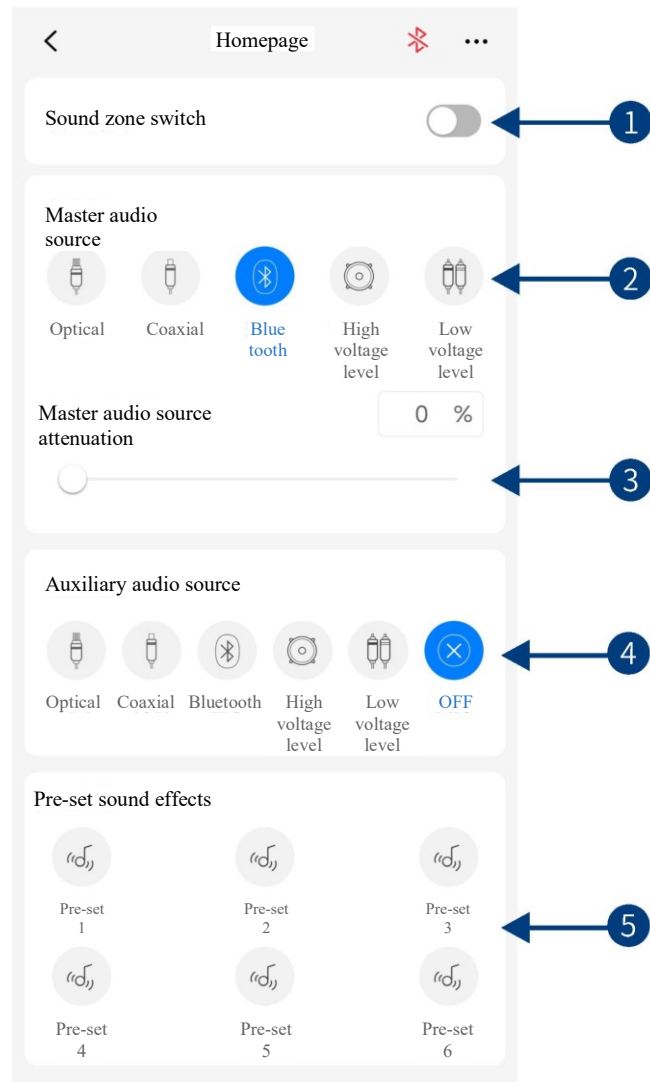 Homepage
Sound zone switch
1
Master audio
source
2
Optical Coaxial Blue High Low
tooth voltage voltage
level level
Master audio source 0 %
attenuation
3
Auxiliary audio source
4
Optical Coaxial Bluetooth High Low OFF
voltage voltage
level level
Pre-set sound effects
Pre-set Pre-set Pre-set
1 2 3
5
Pre-set Pre-set Pre-set
4 5 6